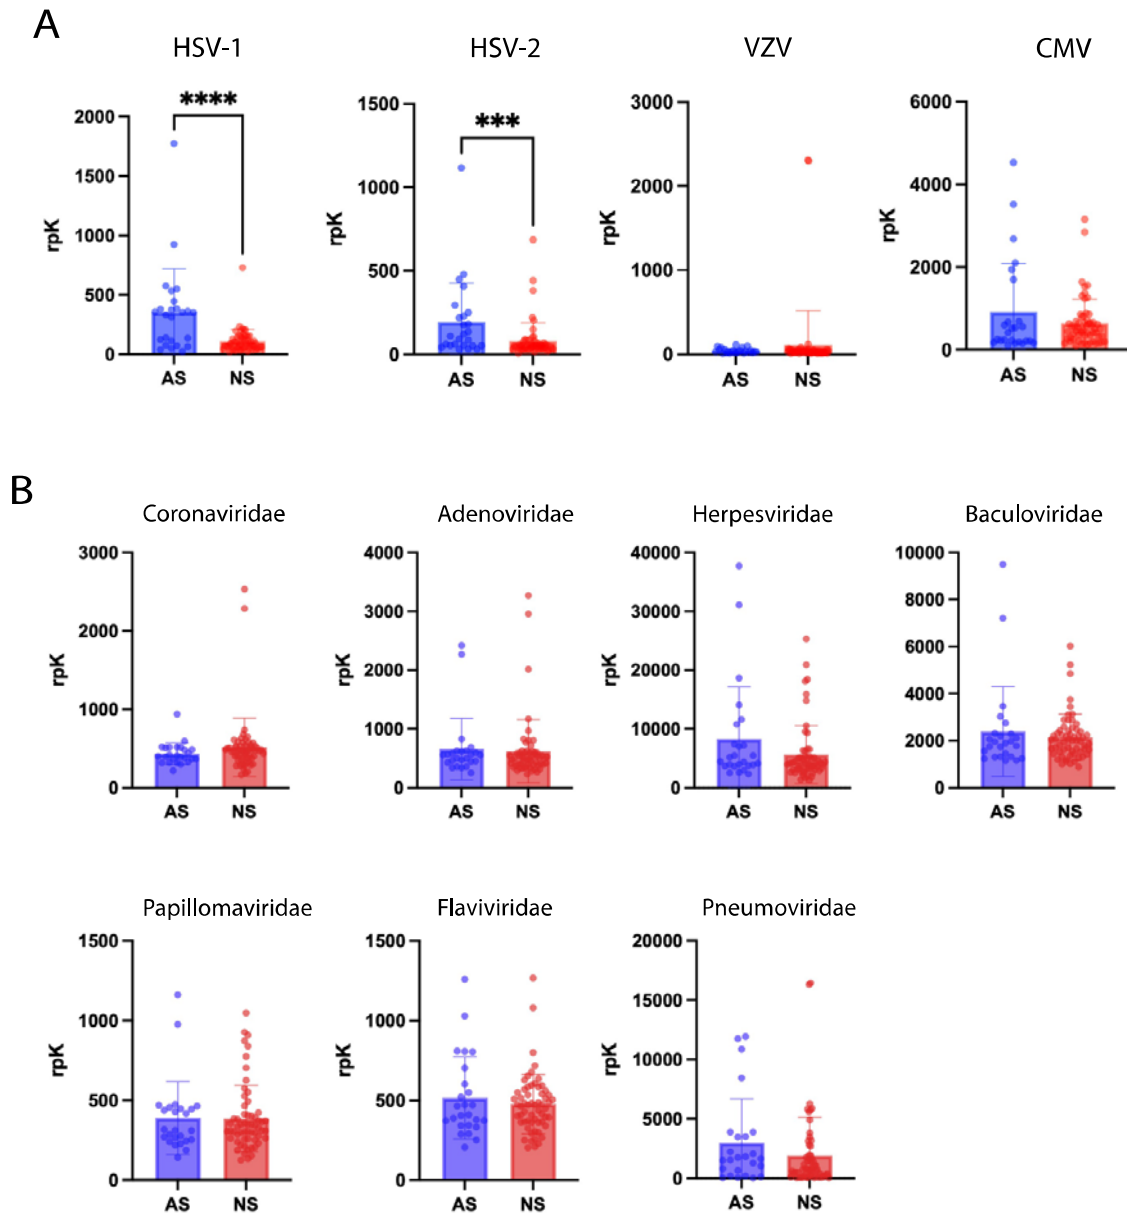 A
HSV-1
HSV-2
VZV
CMV
****
***
2000
1500
1000
500
0
rpK
AS
NS
1500
1000
500
0
rpK
AS
NS
3000
2000
1000
0
rpK
AS
NS
6000
4000
2000
0
rpK
AS
NS
B
Coronaviridae
Adenoviridae
Herpesviridae
Baculoviridae
3000
2000
1000
0
rpK
AS
NS
4000
3000
2000
1000
0
rpK
AS
NS
40000
30000
20000
10000
0
rpK
AS
NS
10000
8000
6000
4000
2000
0
AS
NS
Papillomaviridae
Flaviviridae
Pneumoviridae
1500
1000
500
0
rpK
AS
NS
1500
1000
500
0
rpK
AS
NS
20000
15000
10000
5000
0
rpK
AS
NS